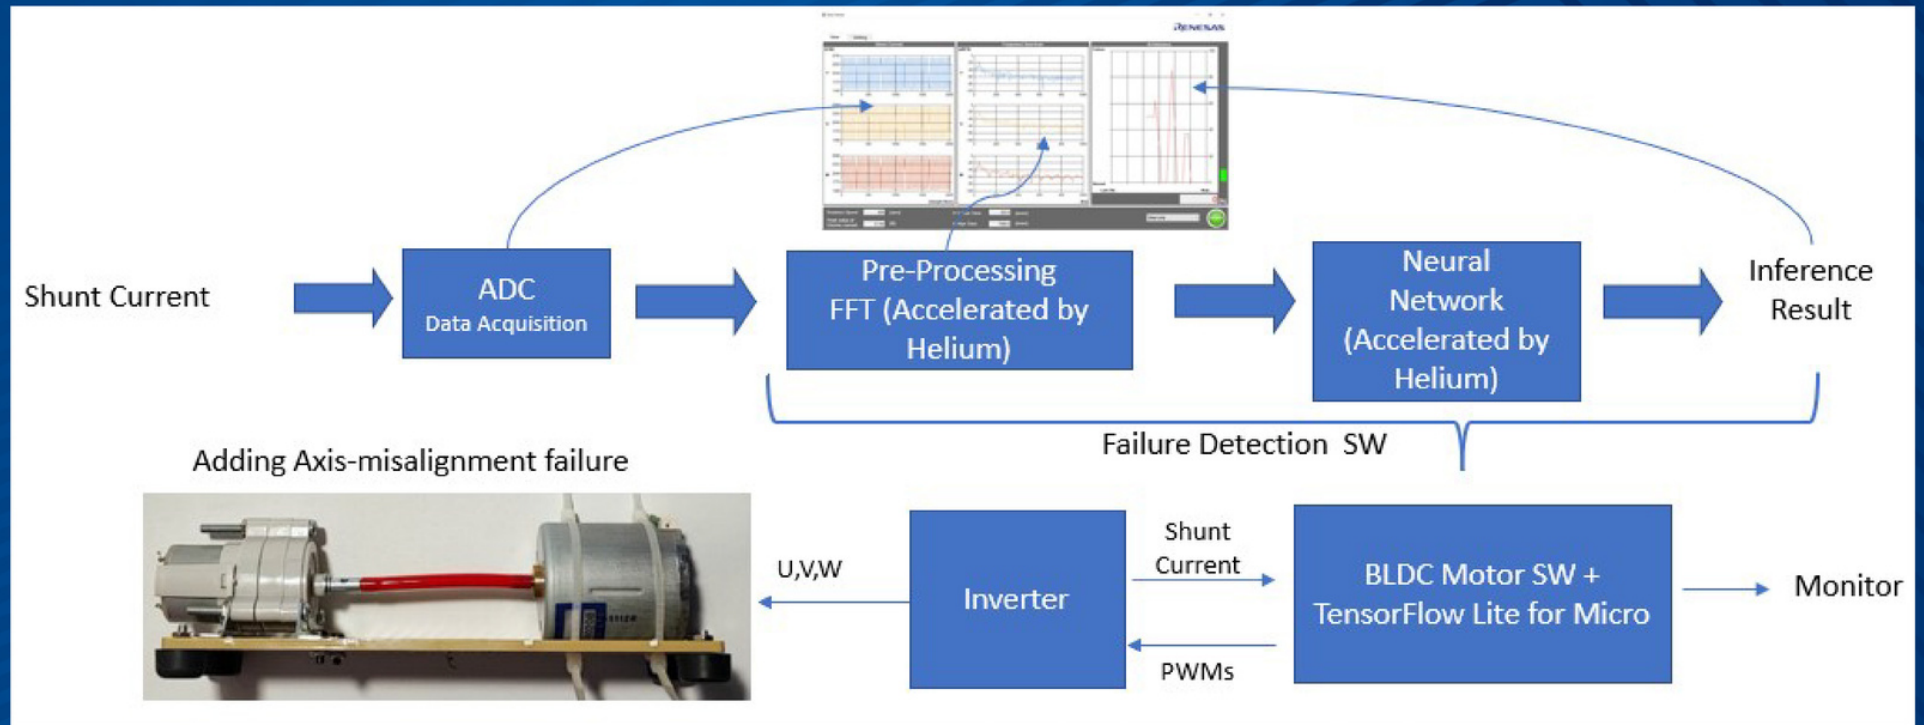 RENESAS
Shunt Current
ADC
Data Acquisition
Pre-Processing
FFT (Accelerated by
Helium)
Neural
Network
(Accelerated by
Helium)
Inference
Result
Failure Detection SW
Adding Axis-misalignment failure
U,V,W
Inverter
Shunt
Current
PWMs
BLDC Motor SW +
TensorFlow Lite for Micro
Monitor